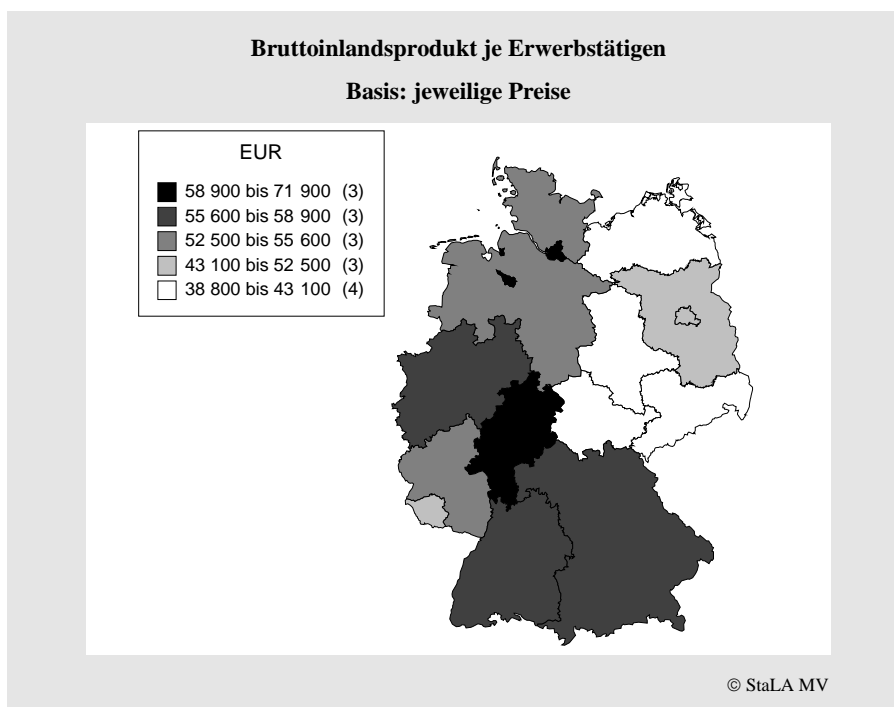 Bruttoinlandsprodukt je Erwerbstätigen
Basis: jeweilige Preise
EUR
58 900 bis 71 900 (3)
55 600 bis 58 900 (3)
52 500 bis 55 600 (3)
43 100 bis 52 500 (3)
38 800 bis 43 100 (4)
© StaLA MV